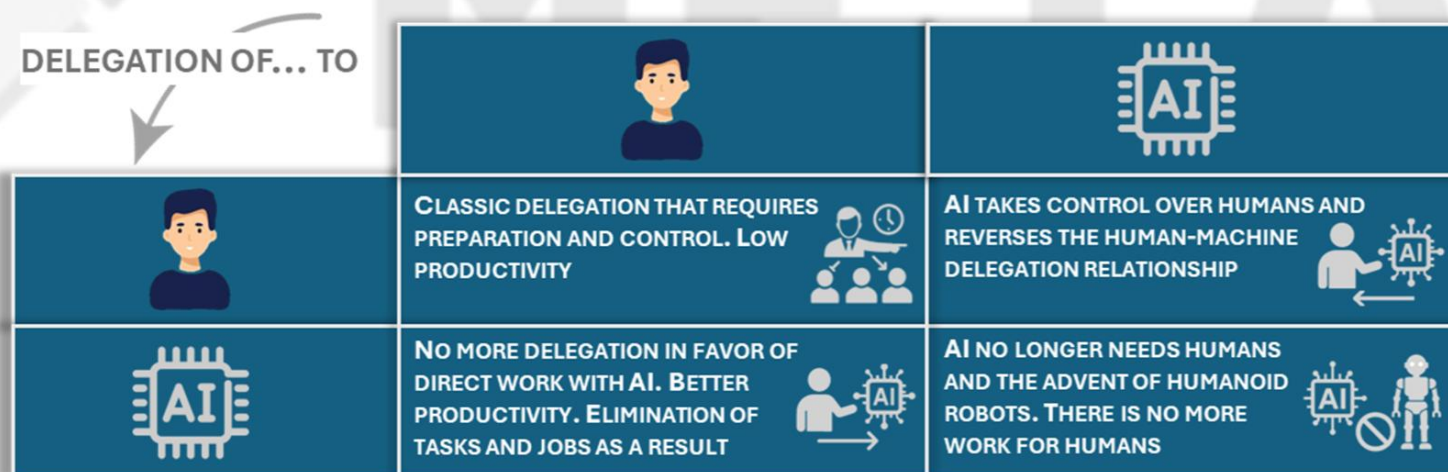 DELEGATION OF... TO
AI
CLASSIC DELEGATION THAT REQUIRES
PREPARATION AND CONTROL. LOW
PRODUCTIVITY
AI TAKES CONTROL OVER HUMANS AND
REVERSES THE HUMAN-MACHINE
DELEGATION RELATIONSHIP
AI
AI
NO MORE DELEGATION IN FAVOR OF
DIRECT WORK WITH AI. BETTER
PRODUCTIVITY. ELIMINATION OF
TASKS AND JOBS AS A RESULT
AI
AI NO LONGER NEEDS HUMANS
AND THE ADVENT OF HUMANOID
ROBOTS. THERE IS NO MORE
WORK FOR HUMANS
AI